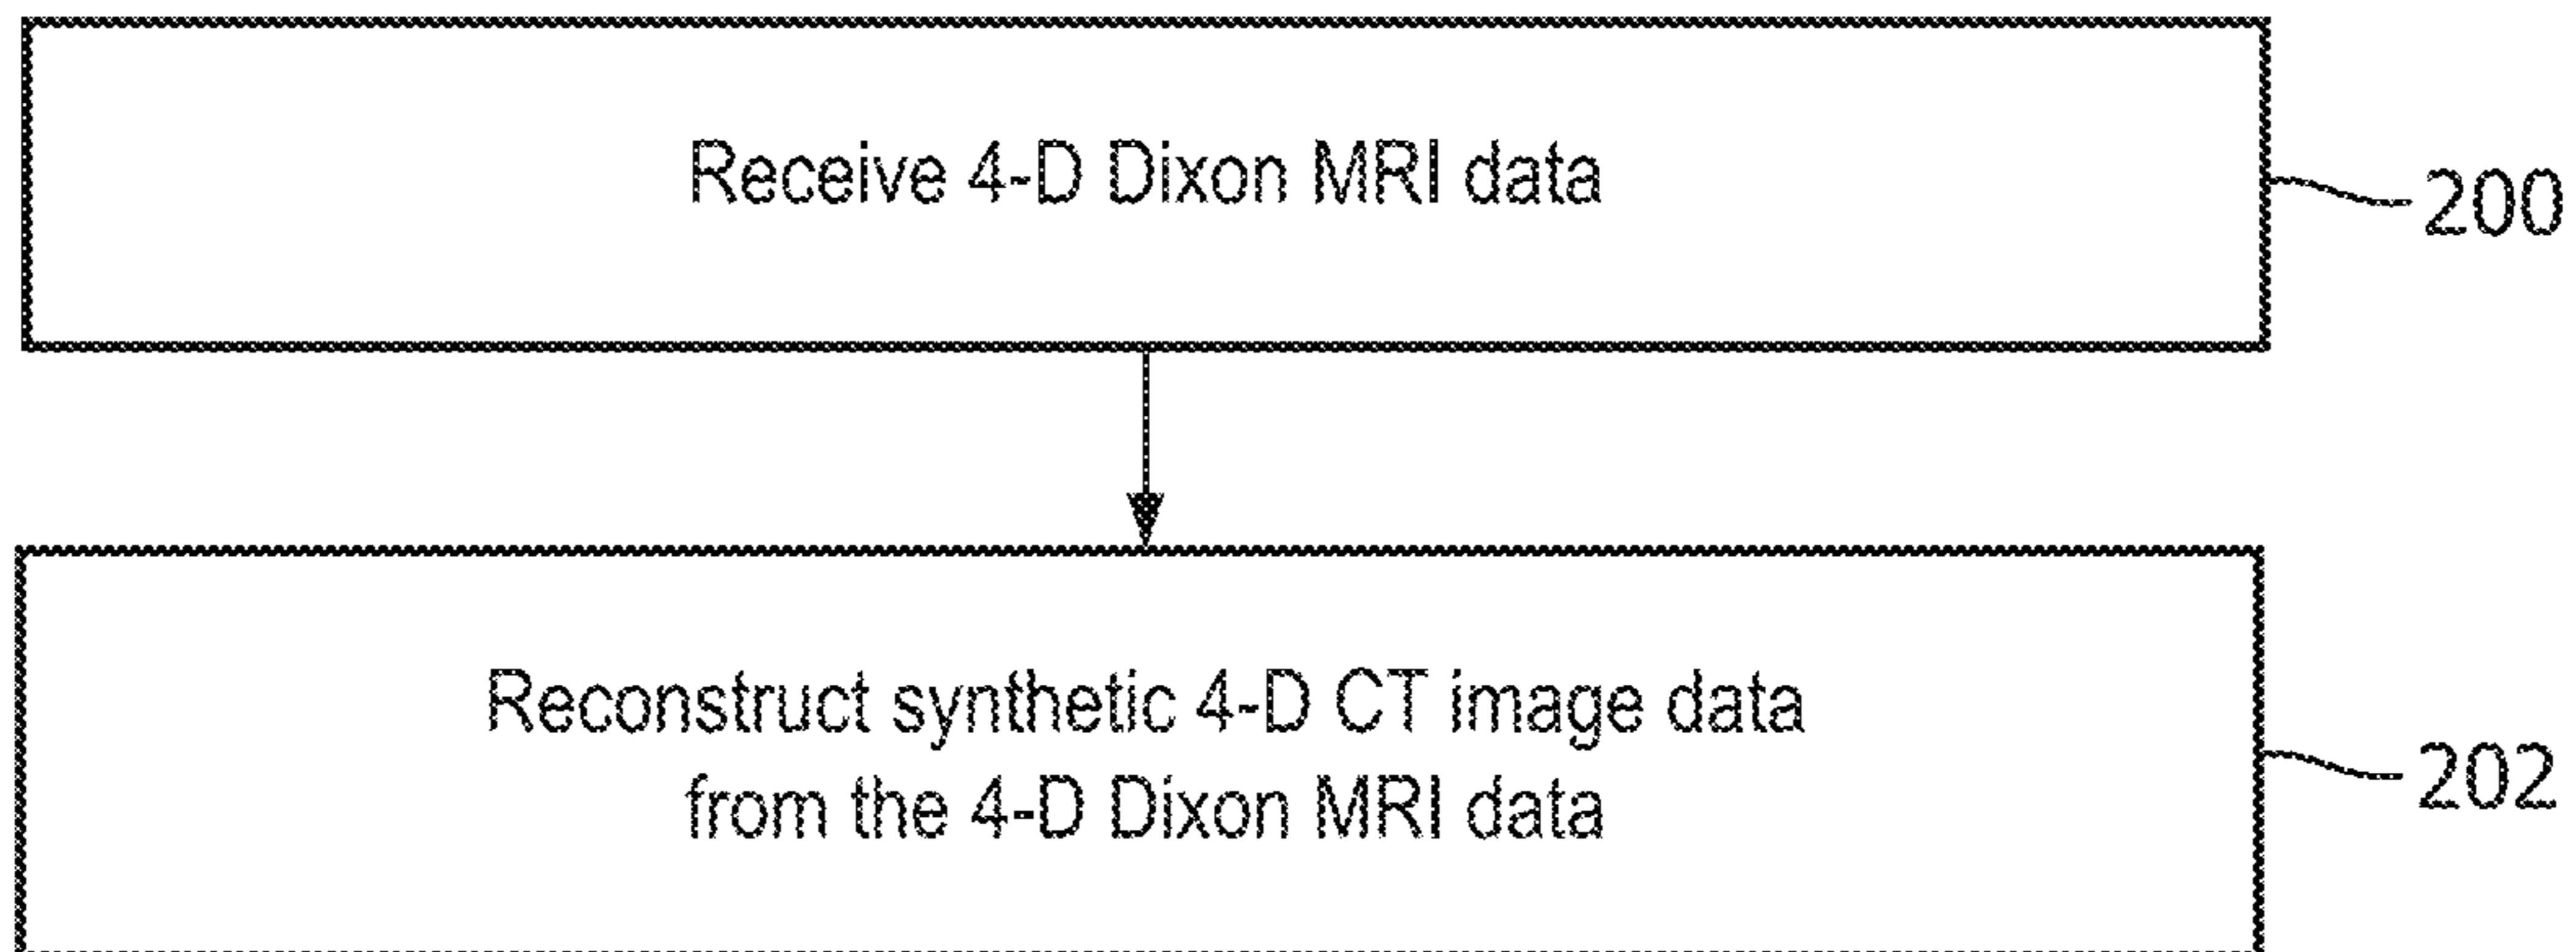 Receive 4-D Dixon MRI data
200
Reconstruct synthetic 4-D CT image data
from the 4-D Dixon MRI data
202